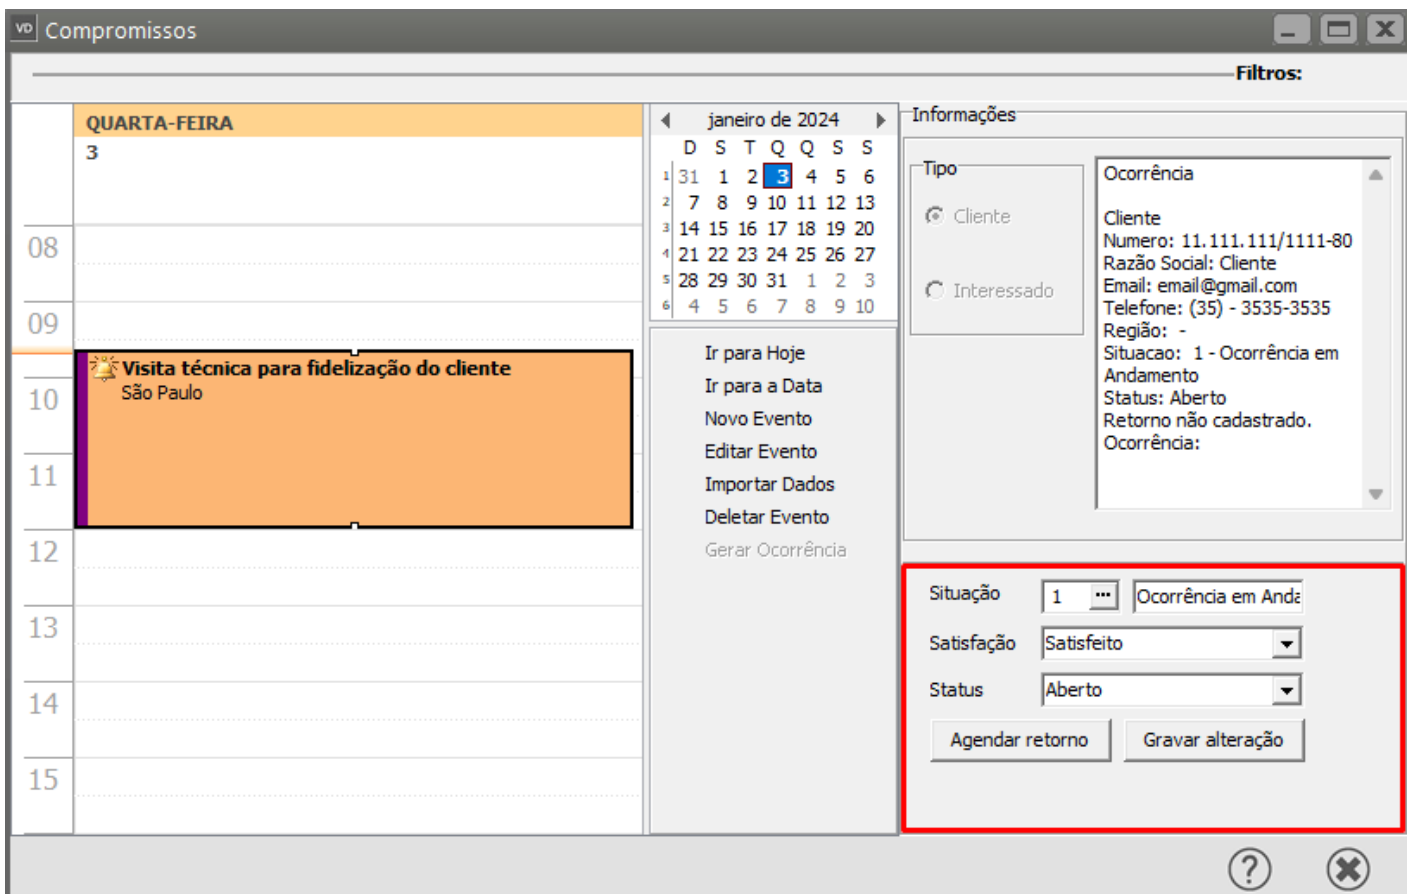 VD Compromissos
Filtros:
QUARTA-FEIRA
3
08
09
Visita técnica para fidelização do cliente
São Paulo
10
11
12
13
14
15
janeiro de 2024
D S T Q Q S S
1 31 1 2 3 4 5 6
2 7 8 9 10 11 12 13
3 14 15 16 17 18 19 20
4 21 22 23 24 25 26 27
5 28 29 30 31 1 2 3
6 4 5 6 7 8 9 10
Ir para Hoje
Ir para a Data
Novo Evento
Editar Evento
Importar Dados
Deletar Evento
Gerar Ocorrência
Informações
Tipo
Cliente
Interessado
Ocorrência
Cliente
Numero: 11.111.111/1111-80
Razão Social: Cliente
Email: email@gmail.com
Telefone: (35) - 3535-3535
Região: -
Situacao: 1 - Ocorrência em
Andamento
Status: Aberto
Retorno não cadastrado.
Ocorrência:
Situação 1 ... Ocorrência em Anda
Satisfação Satisfeito
Status Aberto
Agendar retorno Gravar alteração
?